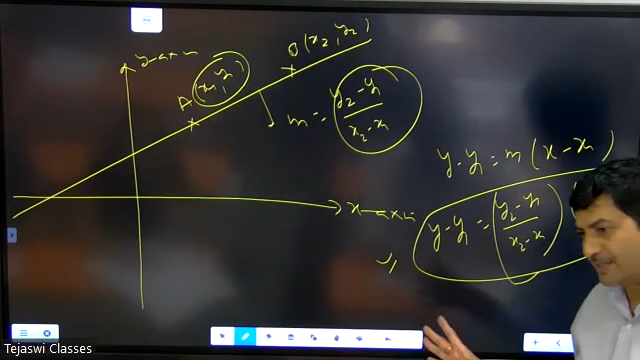 y-axis
B(x₂, y₂)
A
(x₁, y₁)
m = y₂-y₁/x₂-x₁
y-y₁ = m(x-x₁)
x-axis
y-y₁ = (y₂-y₁/x₂-x₁)
Tejaswi Classes